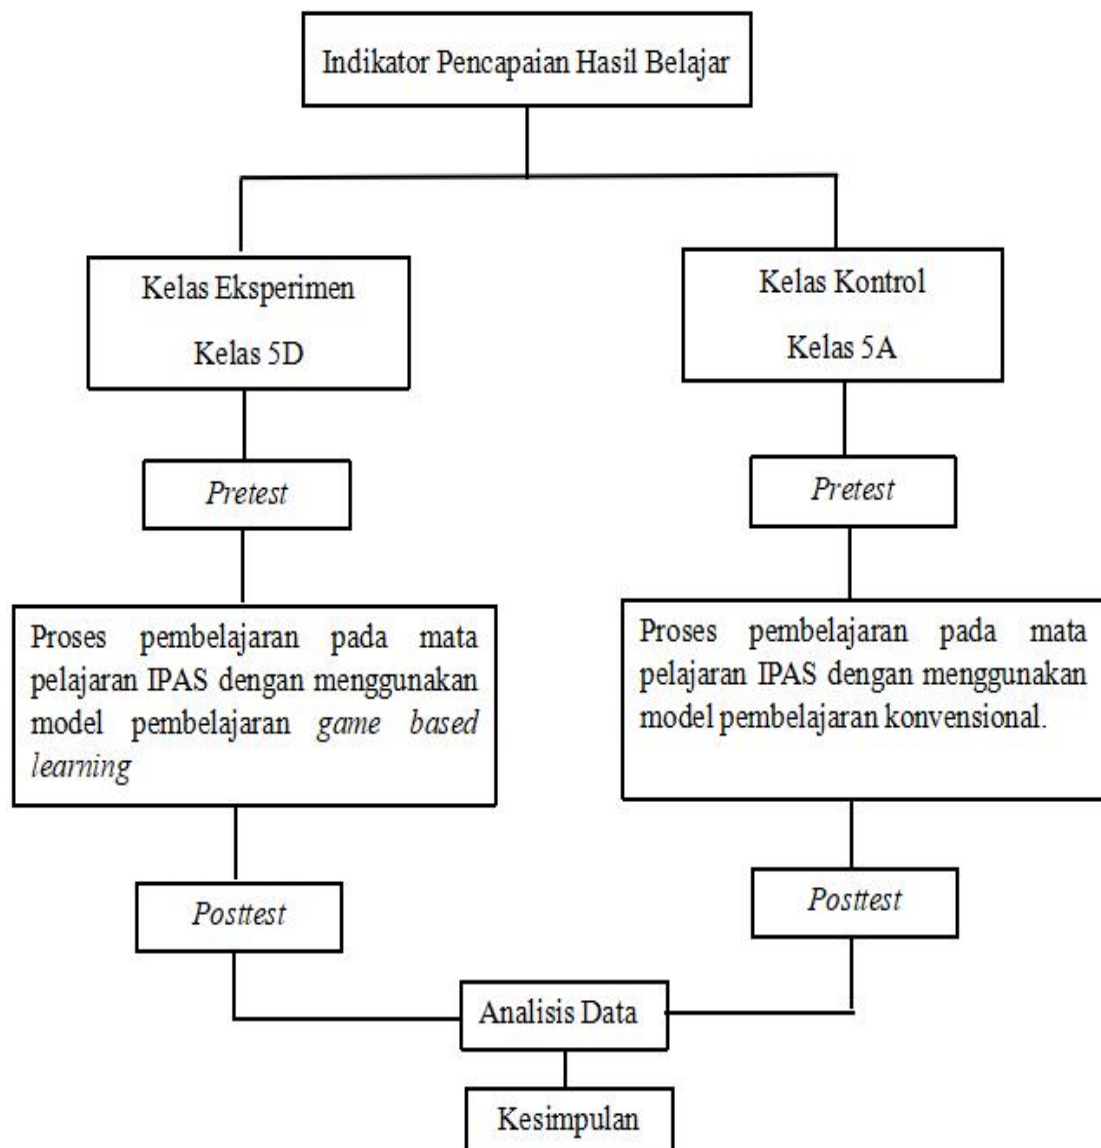 Indikator Pencapaian Hasil Belajar
Kelas Eksperimen
Kelas 5D
Kelas Kontrol
Kelas 5A
Pretest
Pretest
Proses pembelajaran pada mata
pelajaran IPAS dengan menggunakan
model pembelajaran game based
learning
Proses pembelajaran pada mata
pelajaran IPAS dengan menggunakan
model pembelajaran konvensional.
Posttest
Posttest
Analisis Data
Kesimpulan